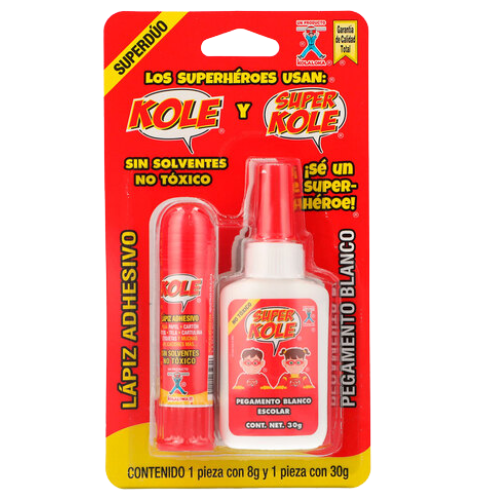 SUPERDÚO
UN PRODUCTO
Garantía
de Calidad
Total
LOS SUPERHÉROES USAN:
KOLE Y SUPER
KOLE
SIN SOLVENTES
NO TÓXICO
¡SÉ UN
SUPER-
HÉROE!
LÁPIZ ADHESIVO
PEGAMENTO BLANCO
KOLE
LÁPIZ ADHESIVO
SIN SOLVENTES
NO TÓXICO
NO TÓXICO
SUPER
KOLE
PEGAMENTO BLANCO
ESCOLAR
CONT. NET. 30g
CONTENIDO 1 pieza con 8g y 1 pieza con 30g